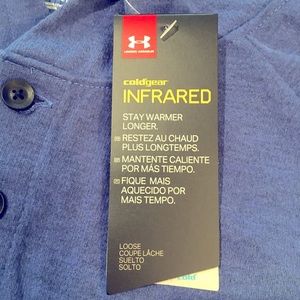 UNDER ARMOUR
coldgear
INFRARED
STAY WARMER
LONGER.
RESTEZ AU CHAUD
PLUS LONGTEMPS.
MANTENTE CALIENTE
POR MÁS TIEMPO.
FIQUE MAIS
AQUECIDO POR
MAIS TEMPO.
LOOSE
COUPE LÂCHE
SUELTO
SOLTO